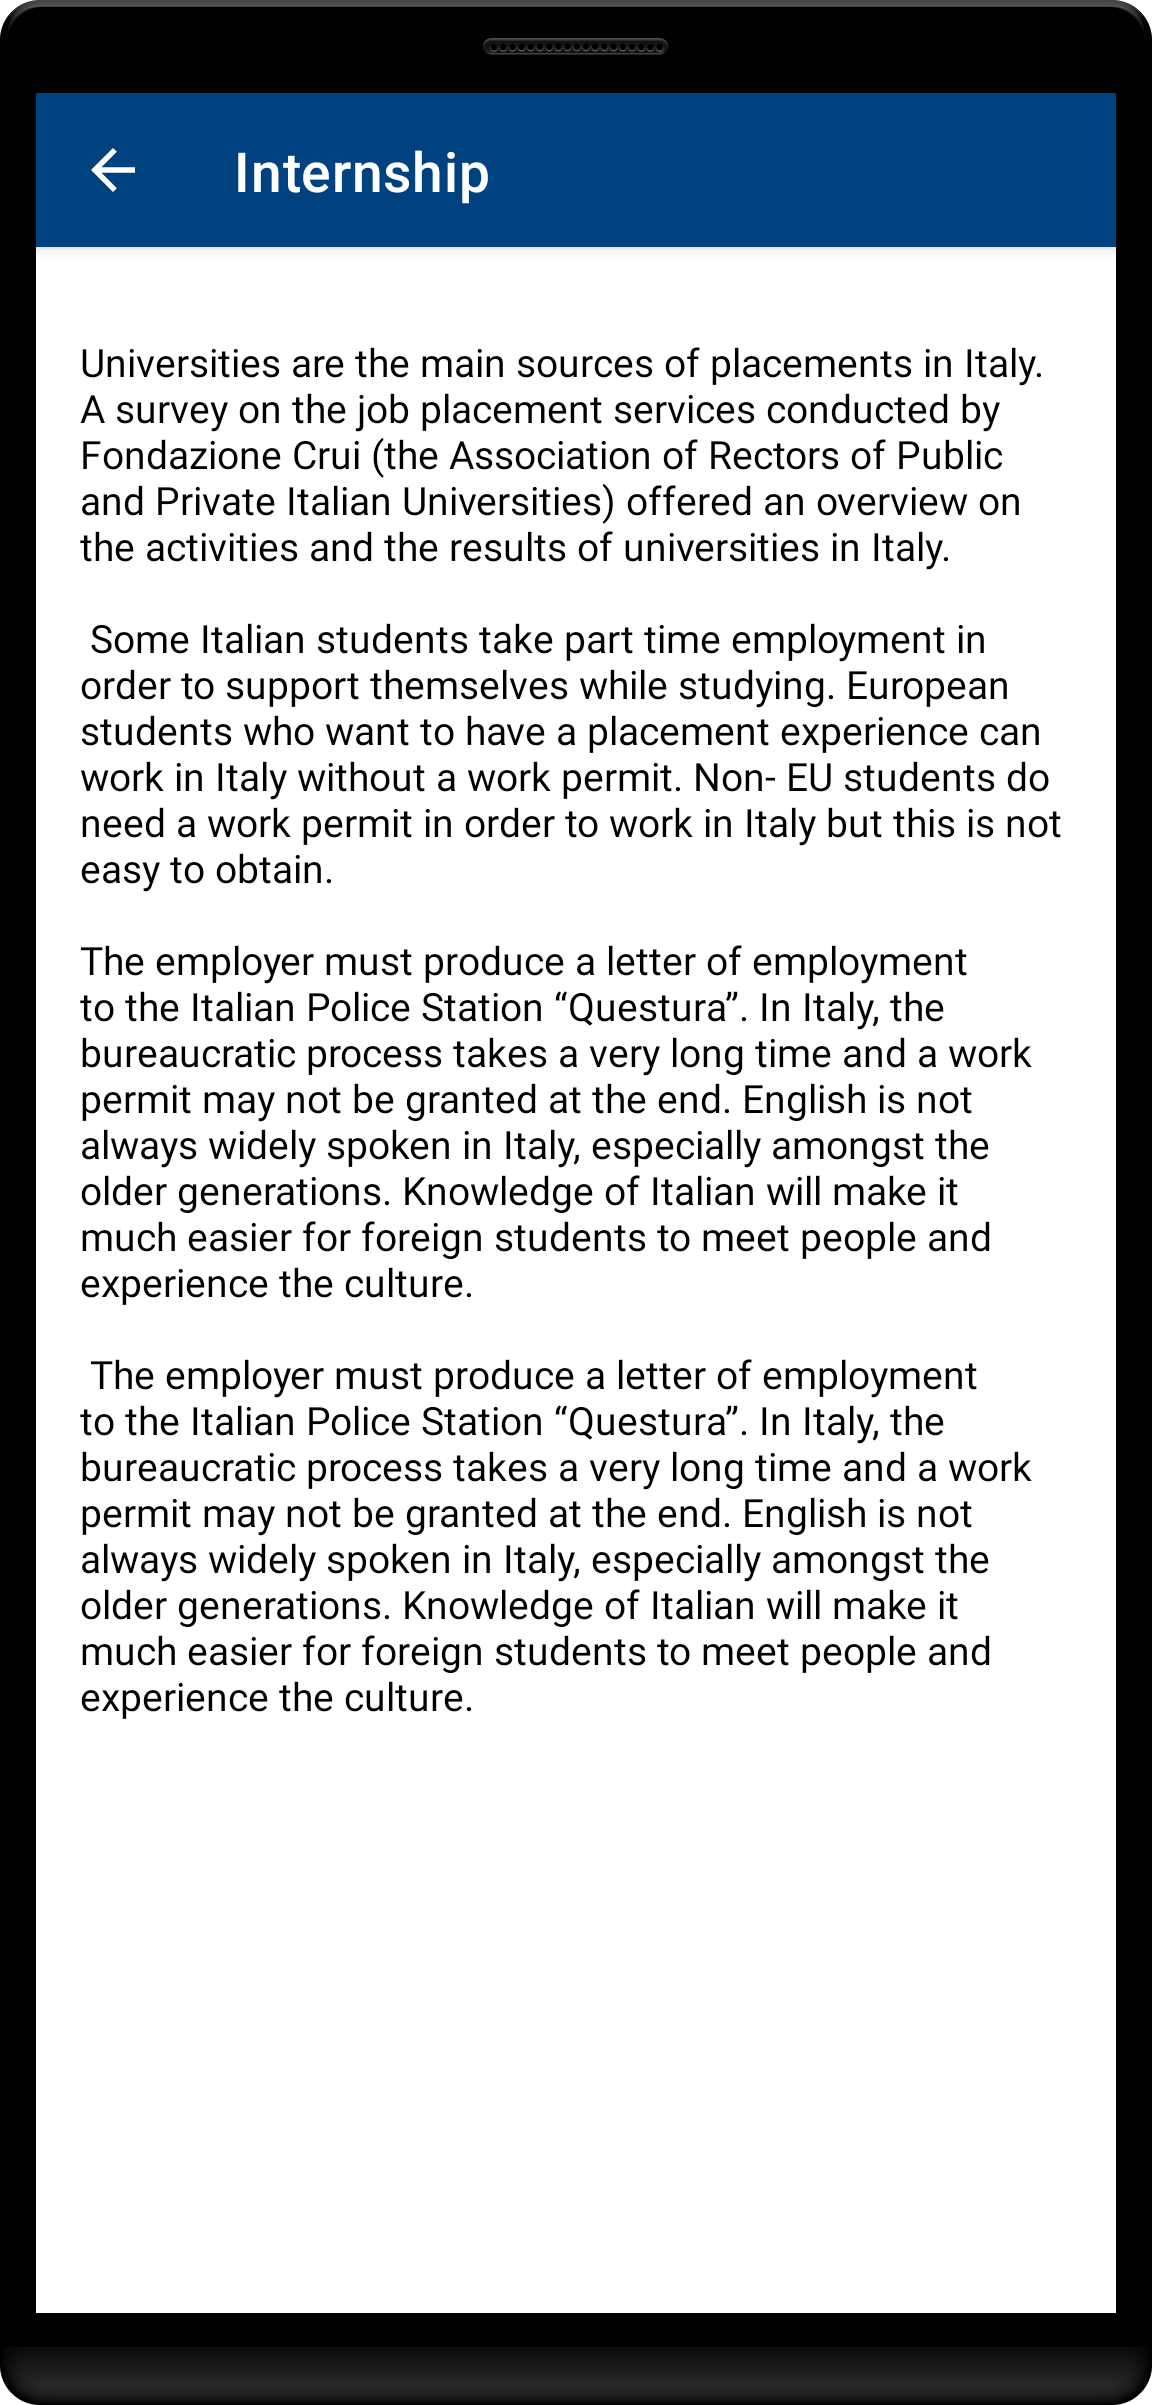 Internship
Universities are the main sources of placements in Italy.
A survey on the job placement services conducted by
Fondazione Crui (the Association of Rectors of Public
and Private Italian Universities) offered an overview on
the activities and the results of universities in Italy.
Some Italian students take part time employment in
order to support themselves while studying. European
students who want to have a placement experience can
work in Italy without a work permit. Non- EU students do
need a work permit in order to work in Italy but this is not
easy to obtain.
The employer must produce a letter of employment
to the Italian Police Station “Questura”. In Italy, the
bureaucratic process takes a very long time and a work
permit may not be granted at the end. English is not
always widely spoken in Italy, especially amongst the
older generations. Knowledge of Italian will make it
much easier for foreign students to meet people and
experience the culture.
The employer must produce a letter of employment
to the Italian Police Station “Questura”. In Italy, the
bureaucratic process takes a very long time and a work
permit may not be granted at the end. English is not
always widely spoken in Italy, especially amongst the
older generations. Knowledge of Italian will make it
much easier for foreign students to meet people and
experience the culture.